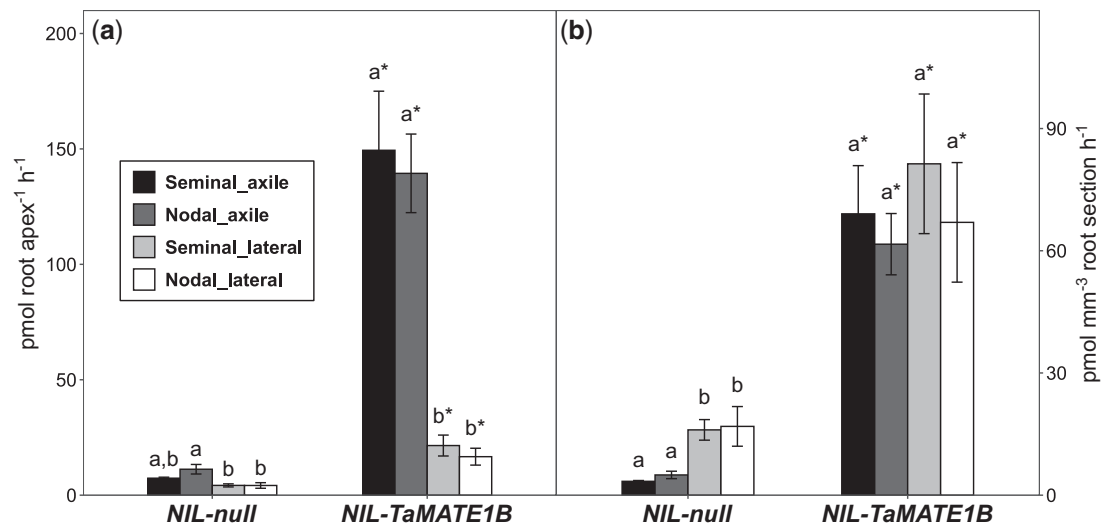 (a)
(b)
200
150
100
50
0
pmol root apex⁻¹ h⁻¹
Seminal_axile
Nodal_axile
Seminal_lateral
Nodal_lateral
a,b
a
b
b
a*
a*
b*
b*
a
a
b
b
a*
a*
a*
a*
90
60
30
0
pmol mm⁻³ root section h⁻¹
NIL-null
NIL-TaMATE1B
NIL-null
NIL-TaMATE1B